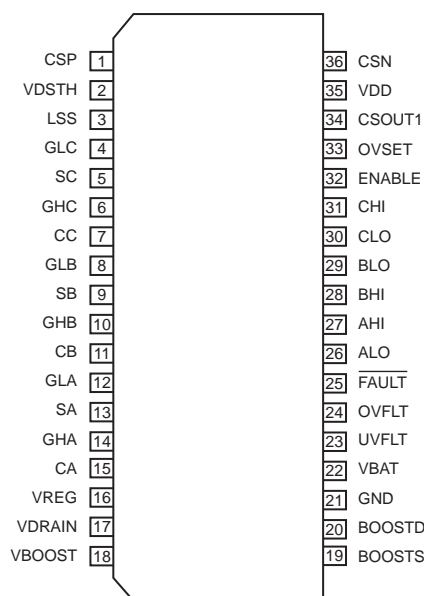 CSP 1 36 CSN
VDSTH 2 35 VDD
LSS 3 34 CSOUT1
GLC 4 33 OVSET
SC 5 32 ENABLE
GHC 6 31 CHI
CC 7 30 CLO
GLB 8 29 BLO
SB 9 28 BHI
GHB 10 27 AHI
CB 11 26 ALO
GLA 12 25 FAULT
SA 13 24 OVFLT
GHA 14 23 UVFLT
CA 15 22 VBAT
VREG 16 21 GND
VDRAIN 17 20 BOOSTD
VBOOST 18 19 BOOSTS